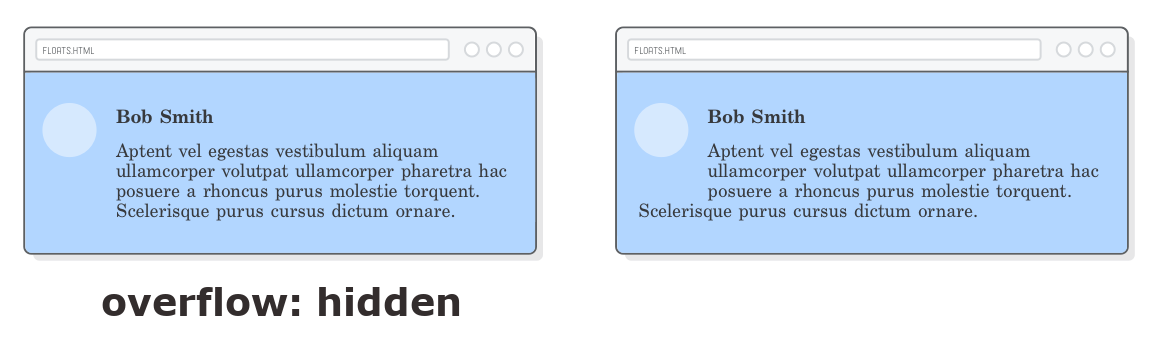 FLOATS.HTML
Bob Smith
Aptent vel egestas vestibulum aliquam
ullamcorper volutpat ullamcorper pharetra hac
posuere a rhoncus purus molestie torquent.
Scelerisque purus cursus dictum ornare.
overflow: hidden
FLOATS.HTML
Bob Smith
Aptent vel egestas vestibulum aliquam
ullamcorper volutpat ullamcorper pharetra hac
posuere a rhoncus purus molestie torquent.
Scelerisque purus cursus dictum ornare.